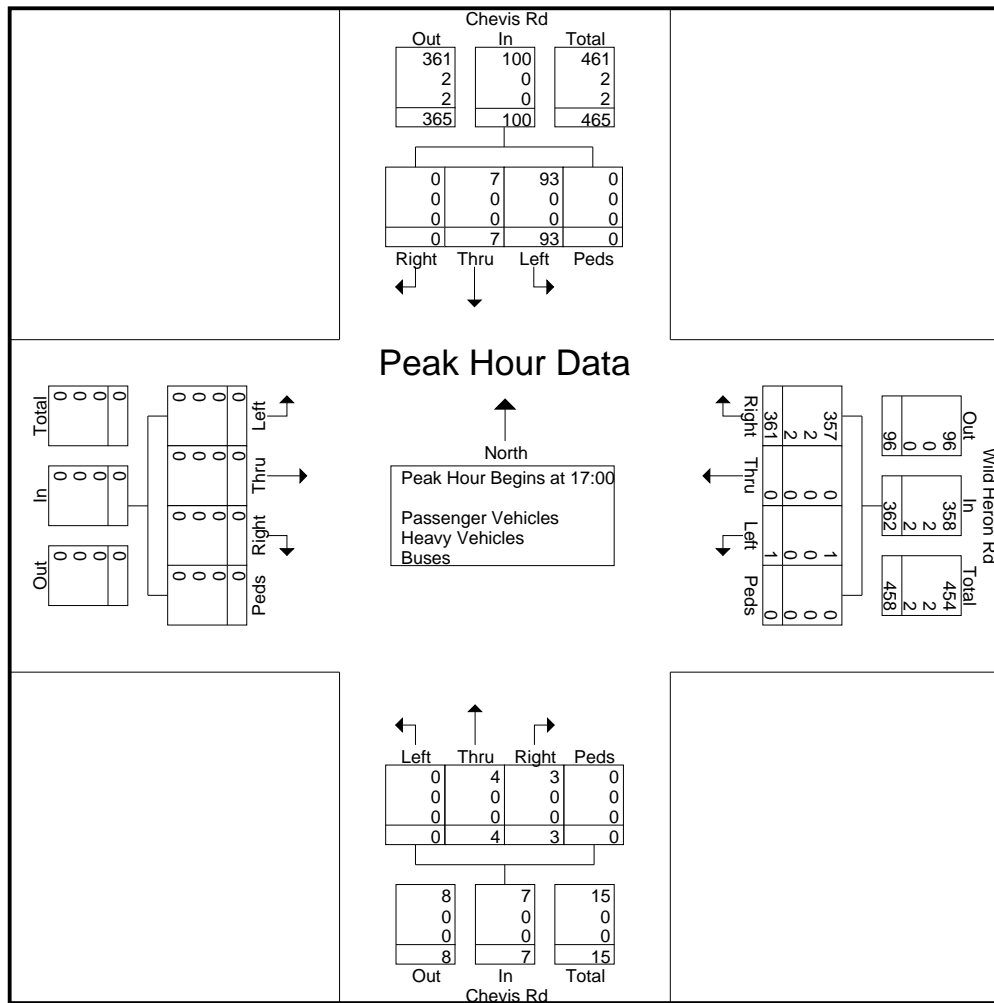 Chevis Rd
Out In Total
361 100 461
2 0 2
2 0 2
365 100 465
0 7 93 0
0 0 0 0
0 0 0 0
0 7 93 0
Right Thru Left Peds
Peak Hour Data
North
Peak Hour Begins at 17:00
Passenger Vehicles
Heavy Vehicles
Buses
Total
0 0 0 0
In
0 0 0 0
Out
0 0 0 0
Left
0 0 0 0
Thru
0 0 0 0
Right
0 0 0 0
Peds
0 0 0 0
Right
357 2 2 361
Thru
0 0 0 0
Left
1 0 0 1
Peds
0 0 0 0
Wild Heron Rd
Out
96 0 0 96
In
358 2 2 362
Total
454 2 2 458
Left Thru Right Peds
0 4 3 0
0 0 0 0
0 0 0 0
0 4 3 0
8 7 15
0 0 0
0 0 0
8 7 15
Out In Total
Chevis Rd